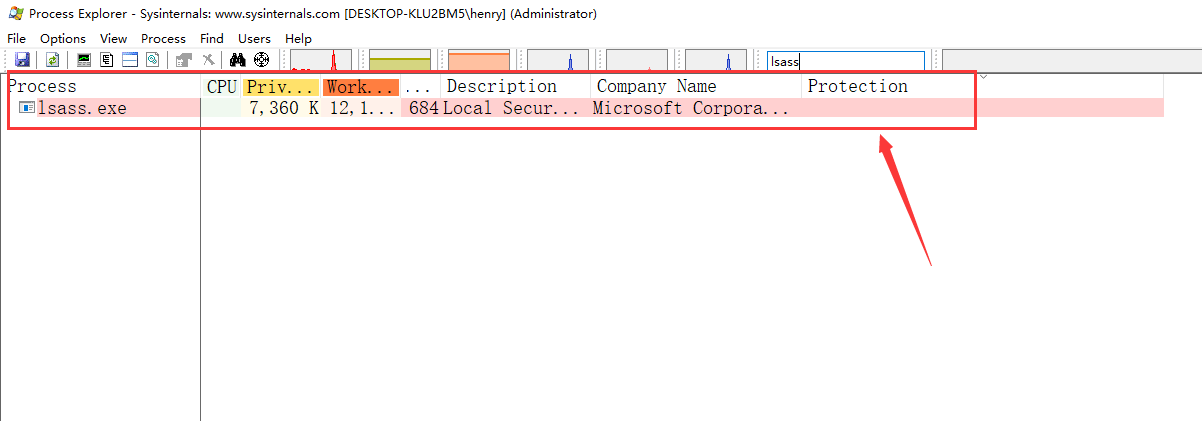 Process Explorer - Sysinternals: www.sysinternals.com [DESKTOP-KLU2BM5\henry] (Administrator)
File Options View Process Find Users Help
lsass
Process CPU Priv... Work... ... Description Company Name Protection
lsass.exe 7,360 K 12,1... 684 Local Secur... Microsoft Corpora...